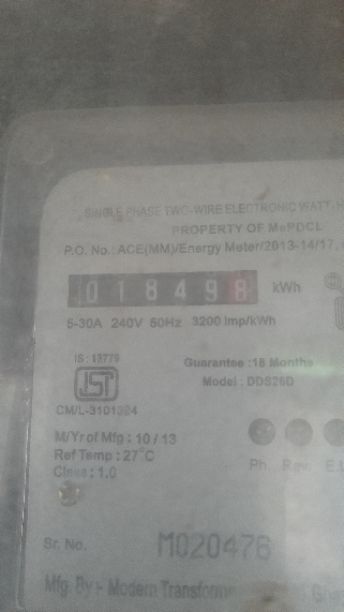 SINGLE PHASE TWO-WIRE ELECTRONIC WATT-H
PROPERTY OF MePDCL
P.O. No.: ACE(MM)/Energy Meter/2013-14/17,
018498 kWh
5-30A 240V 50Hz 3200 Imp/kWh
IS : 13779
Guarantee :18 Months
Model : DDS26D
CM/L-3101324
M/Yr of Mfg : 10 / 13
Ref Temp : 27°C
Class : 1.0
Ph. Rev. E.L
Sr. No. M020476
Mfg. By :- Modern Transformer